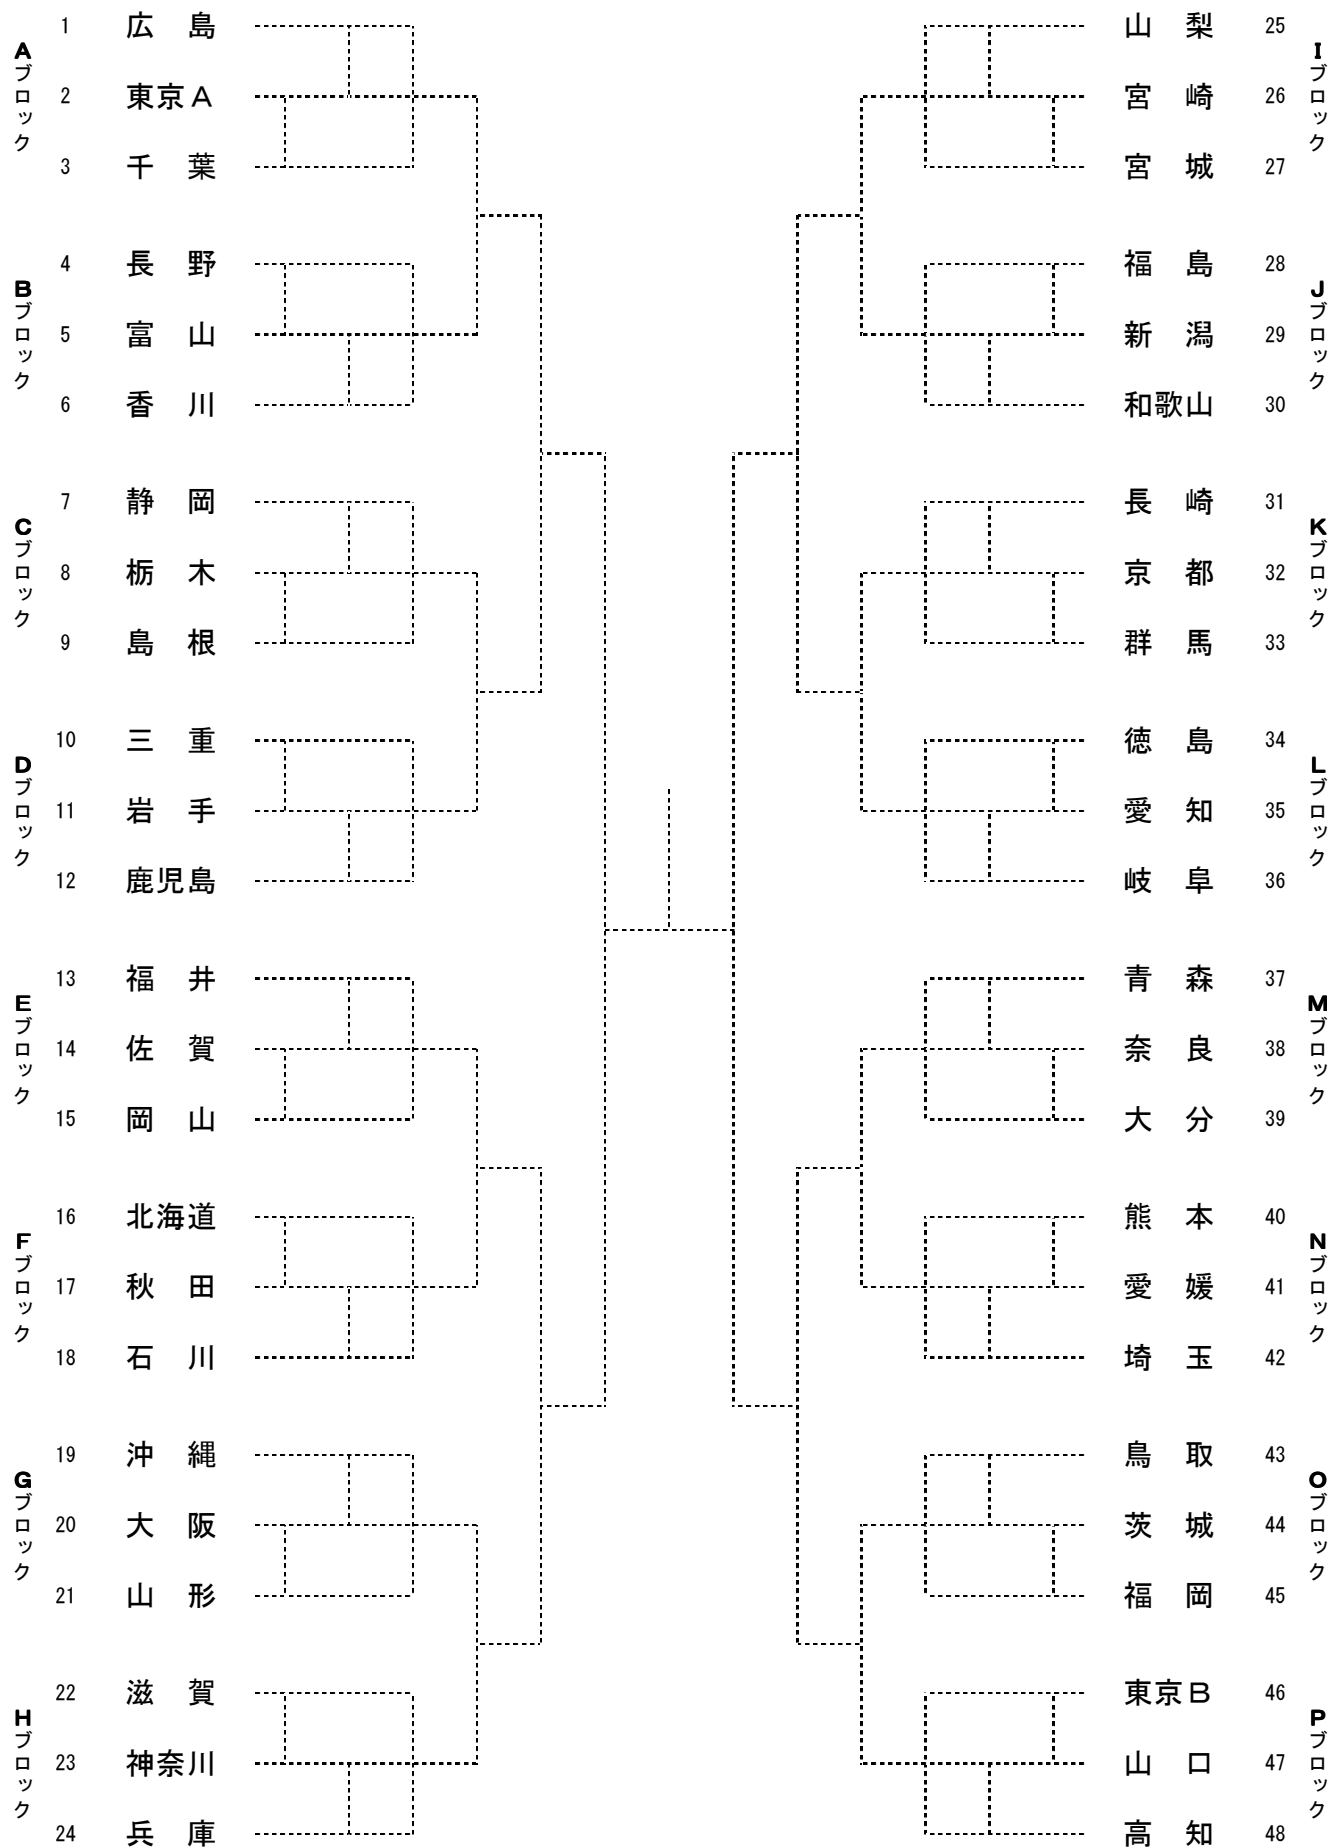 Aブロック
1 広島
2 東京A
3 千葉
Bブロック
4 長野
5 富山
6 香川
Cブロック
7 静岡
8 栃木
9 島根
Dブロック
10 三重
11 岩手
12 鹿児島
Eブロック
13 福井
14 佐賀
15 岡山
Fブロック
16 北海道
17 秋田
18 石川
Gブロック
19 沖縄
20 大阪
21 山形
Hブロック
22 滋賀
23 神奈川
24 兵庫
Iブロック
山梨 25
宮崎 26
宮城 27
Jブロック
福島 28
新潟 29
和歌山 30
Kブロック
長崎 31
京都 32
群馬 33
Lブロック
徳島 34
愛知 35
岐阜 36
Mブロック
青森 37
奈良 38
大分 39
Nブロック
熊本 40
愛媛 41
埼玉 42
Oブロック
鳥取 43
茨城 44
福岡 45
Pブロック
東京B 46
山口 47
高知 48